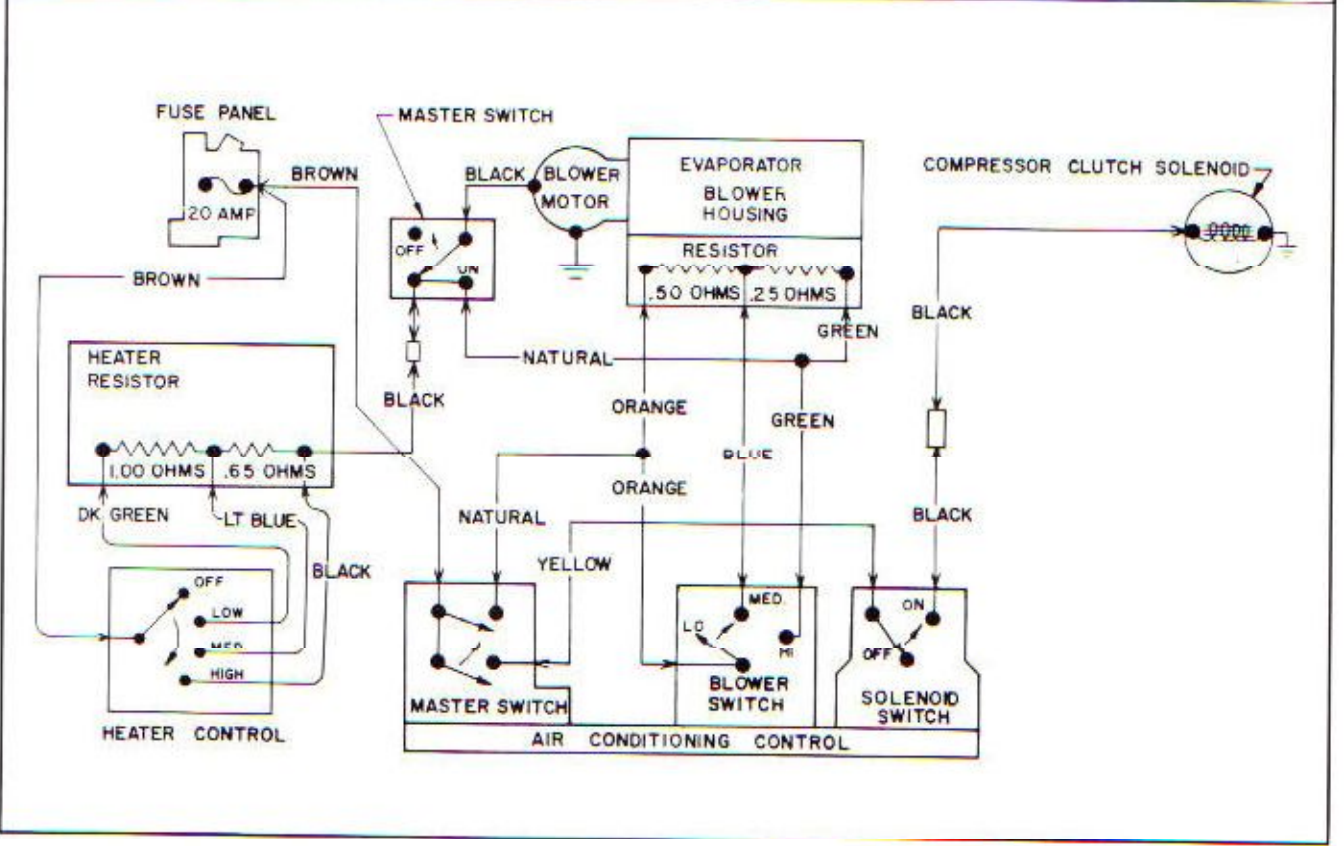 FUSE PANEL
20 AMP
BROWN
BROWN
MASTER SWITCH
OFF
ON
BLACK
BLOWER
MOTOR
EVAPORATOR
BLOWER
HOUSING
RESISTOR
.50 OHMS
.25 OHMS
COMPRESSOR CLUTCH SOLENOID
GREEN
BLACK
NATURAL
HEATER
RESISTOR
1.00 OHMS
.65 OHMS
BLACK
ORANGE
GREEN
BLUE
ORANGE
DK GREEN
LT BLUE
NATURAL
BLACK
YELLOW
BLACK
OFF
LOW
MED.
HIGH
HEATER CONTROL
MASTER SWITCH
LO
MED.
HI
BLOWER
SWITCH
ON
OFF
SOLENOID
SWITCH
AIR CONDITIONING CONTROL